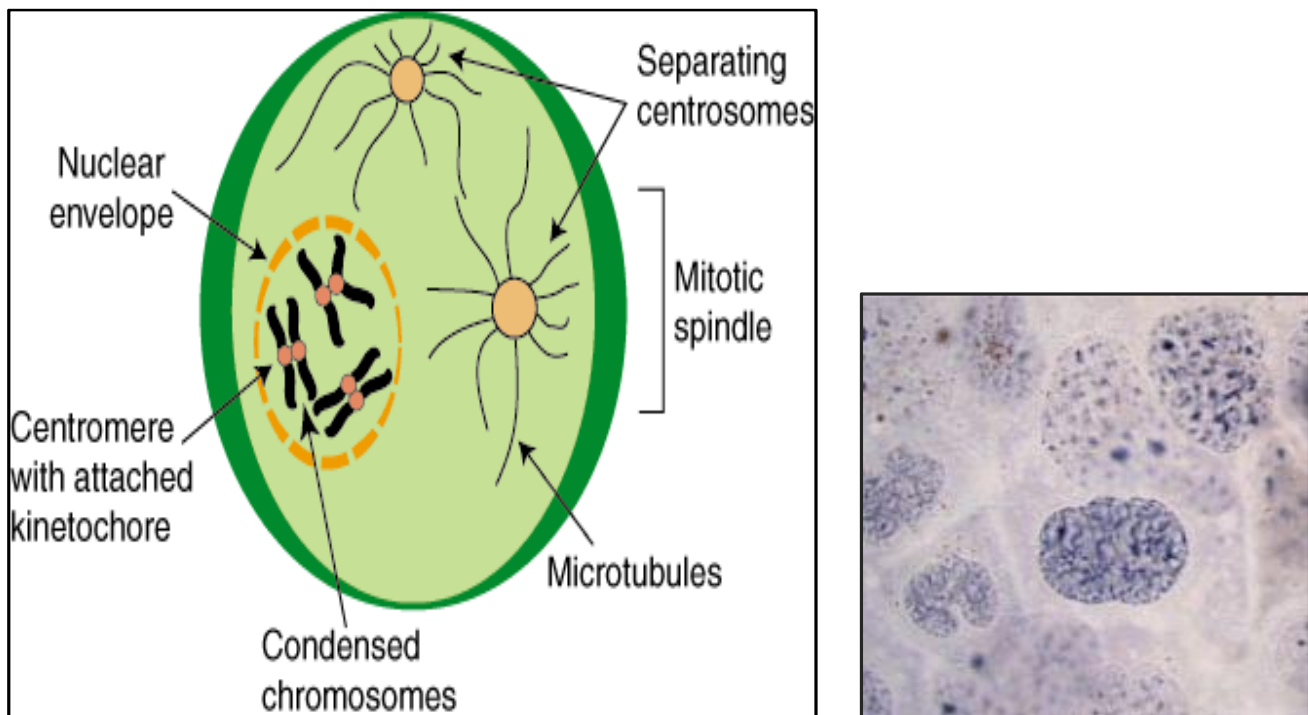 Separating
centrosomes
Nuclear
envelope
Mitotic
spindle
Centromere
with attached
kinetochore
Microtubules
Condensed
chromosomes